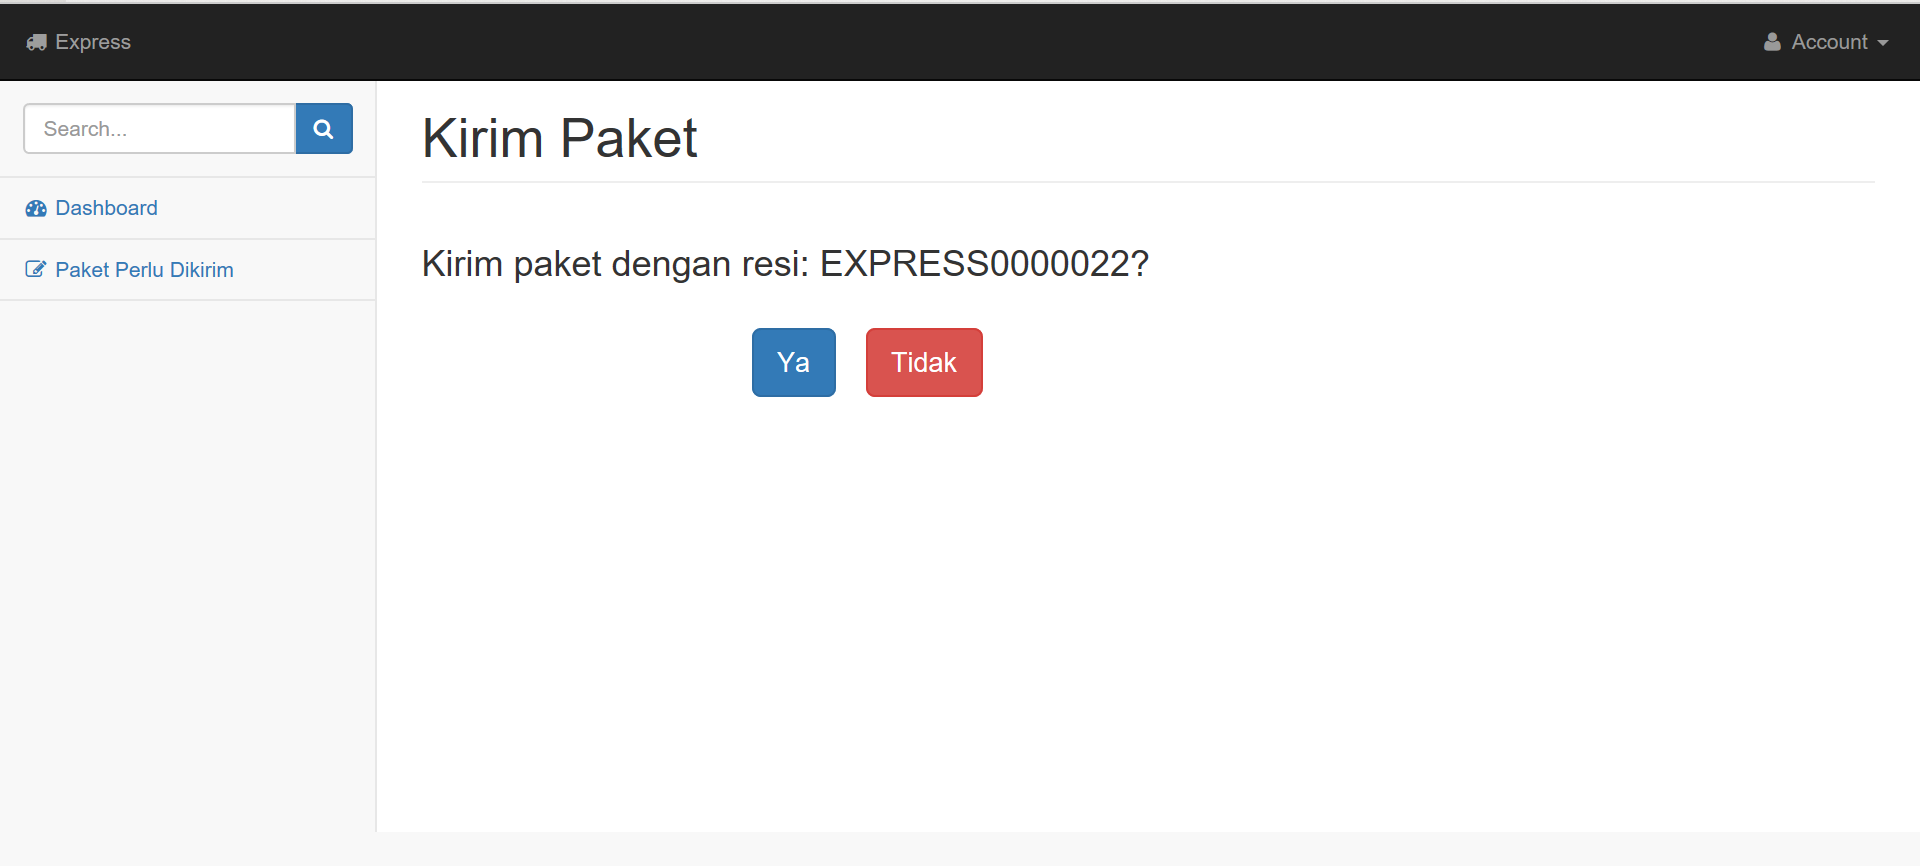 Express
Account
Search...
Dashboard
Paket Perlu Dikirim
Kirim Paket
Kirim paket dengan resi: EXPRESS0000022?
Ya
Tidak